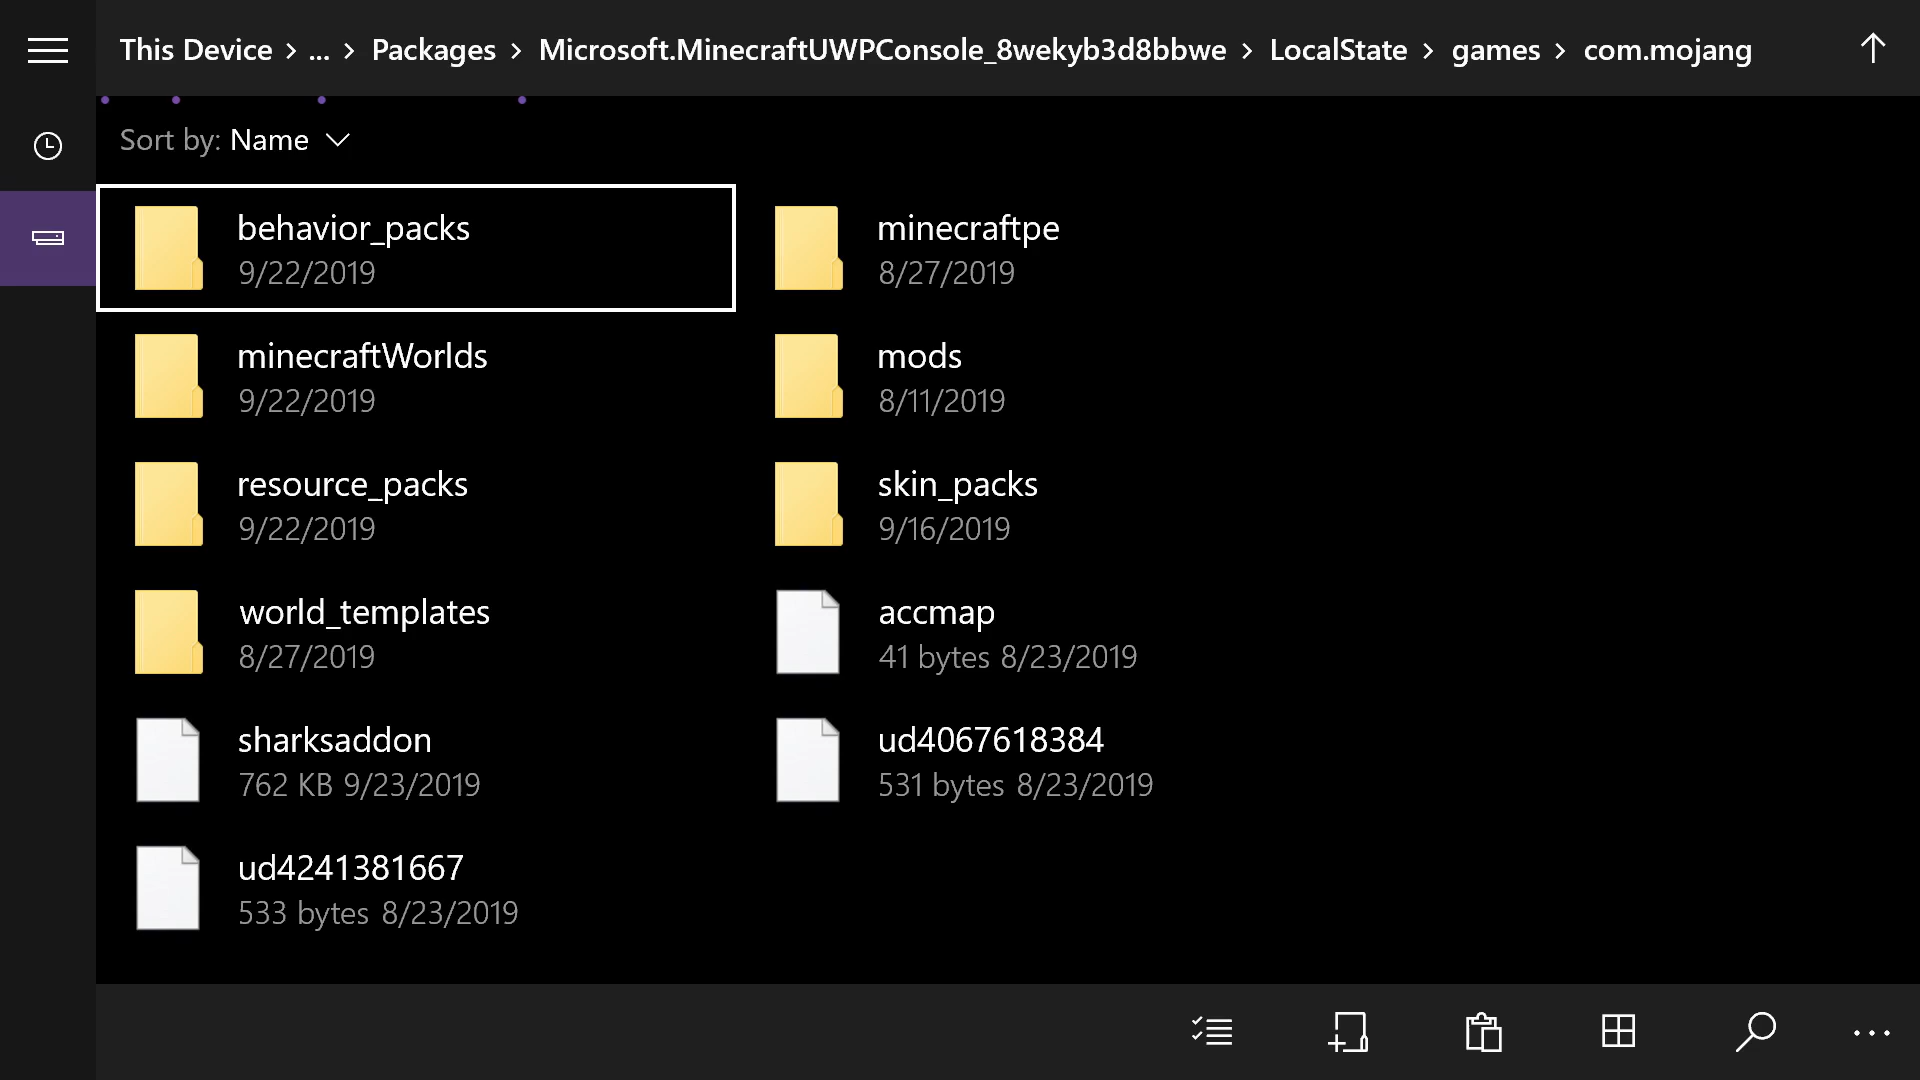 This Device > ... > Packages > Microsoft.MinecraftUWPConsole_8wekyb3d8bbwe > LocalState > games > com.mojang
Sort by: Name
behavior_packs
9/22/2019
minecraftpe
8/27/2019
minecraftWorlds
9/22/2019
mods
8/11/2019
resource_packs
9/22/2019
skin_packs
9/16/2019
world_templates
8/27/2019
accmap
41 bytes 8/23/2019
sharksaddon
762 KB 9/23/2019
ud4067618384
531 bytes 8/23/2019
ud4241381667
533 bytes 8/23/2019